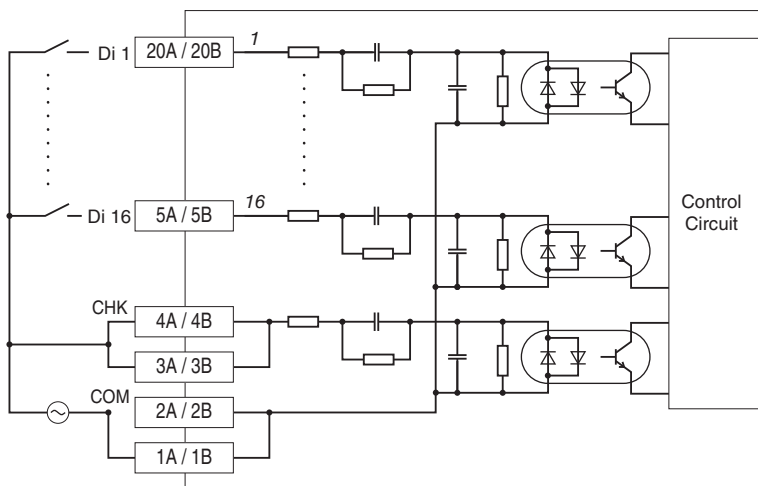 Di 1 20A / 20B 1
Di 16 5A / 5B 16
Control
Circuit
CHK
4A / 4B
3A / 3B
COM
2A / 2B
1A / 1B